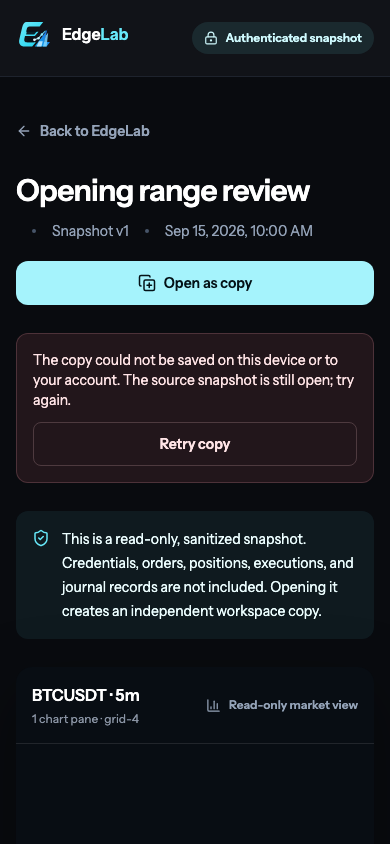 EdgeLab
Authenticated snapshot
Back to EdgeLab
Opening range review
• Snapshot v1 • Sep 15, 2026, 10:00 AM
Open as copy
The copy could not be saved on this device or to
your account. The source snapshot is still open; try
again.
Retry copy
This is a read-only, sanitized snapshot.
Credentials, orders, positions, executions, and
journal records are not included. Opening it
creates an independent workspace copy.
BTCUSDT · 5m
1 chart pane · grid-4
Read-only market view